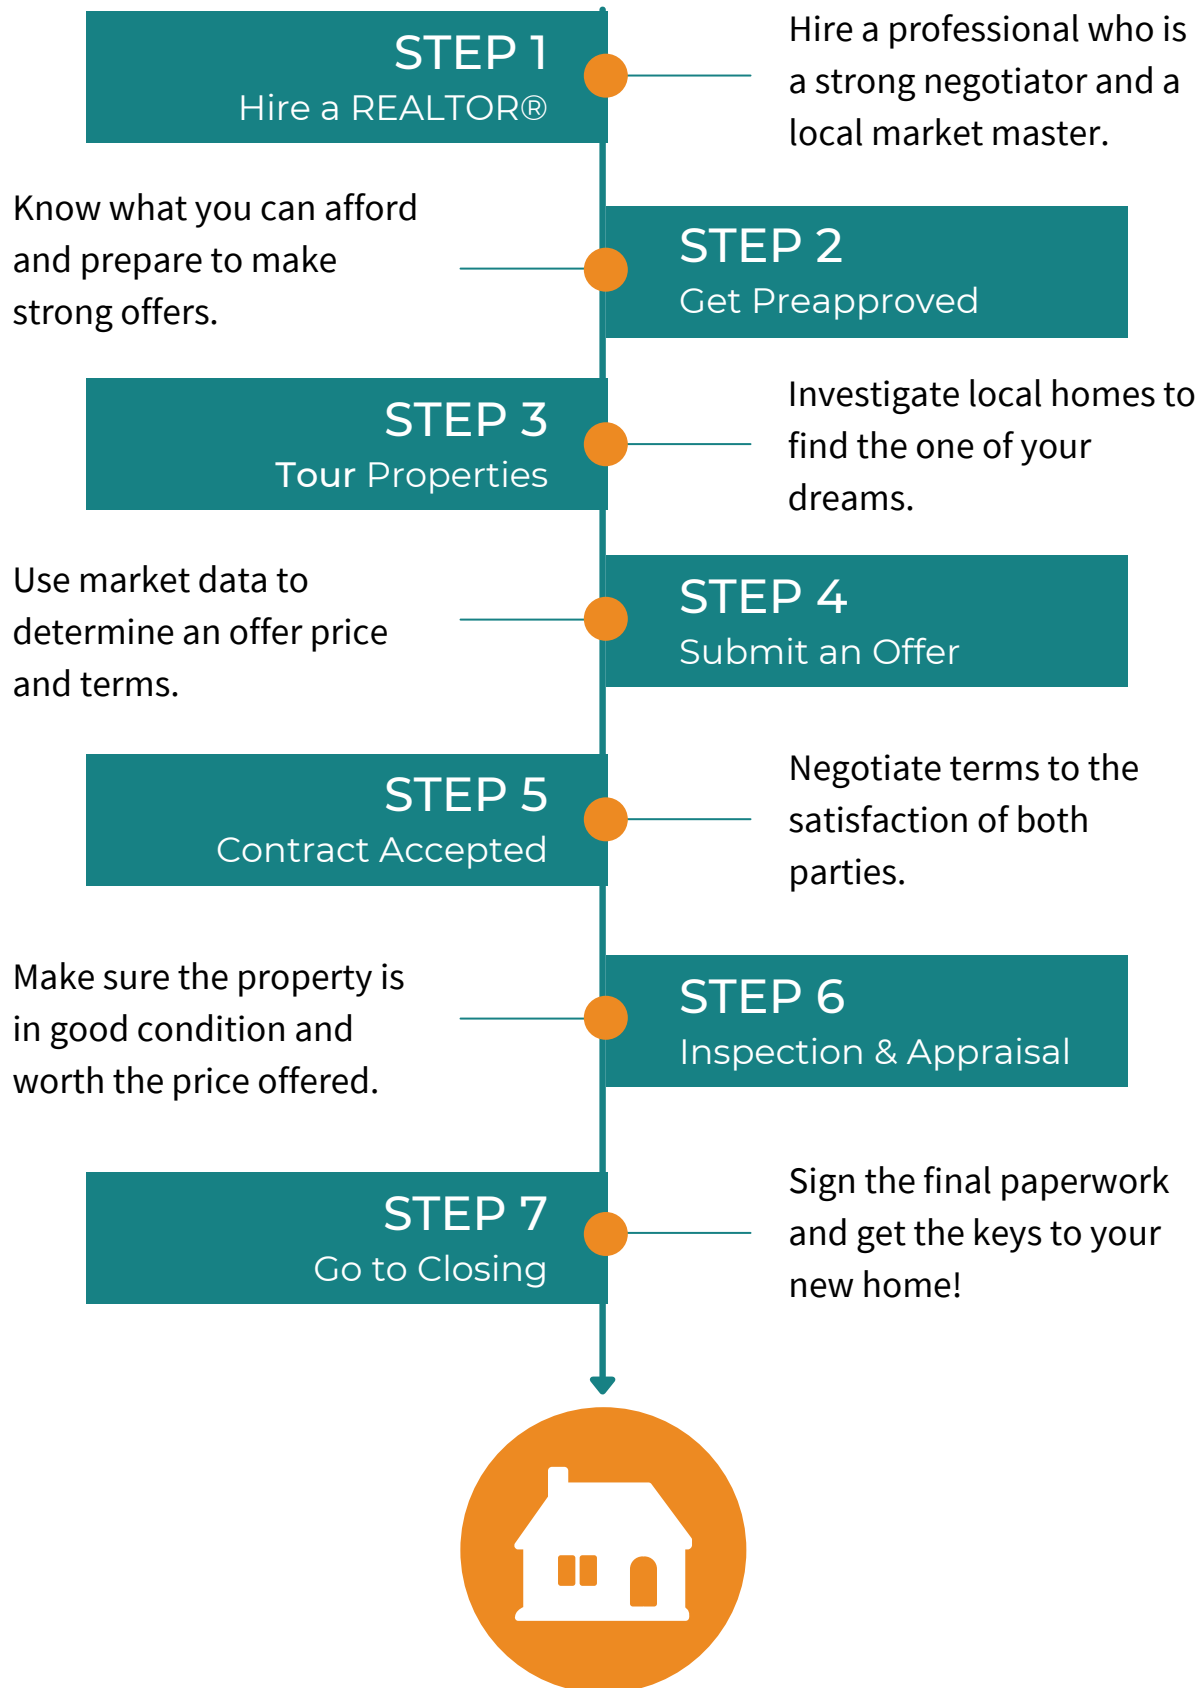 STEP 1
Hire a REALTOR®
Hire a professional who is
a strong negotiator and a
local market master.
Know what you can afford
and prepare to make
strong offers.
STEP 2
Get Preapproved
STEP 3
Tour Properties
Investigate local homes to
find the one of your
dreams.
Use market data to
determine an offer price
and terms.
STEP 4
Submit an Offer
STEP 5
Contract Accepted
Negotiate terms to the
satisfaction of both
parties.
Make sure the property is
in good condition and
worth the price offered.
STEP 6
Inspection & Appraisal
STEP 7
Go to Closing
Sign the final paperwork
and get the keys to your
new home!